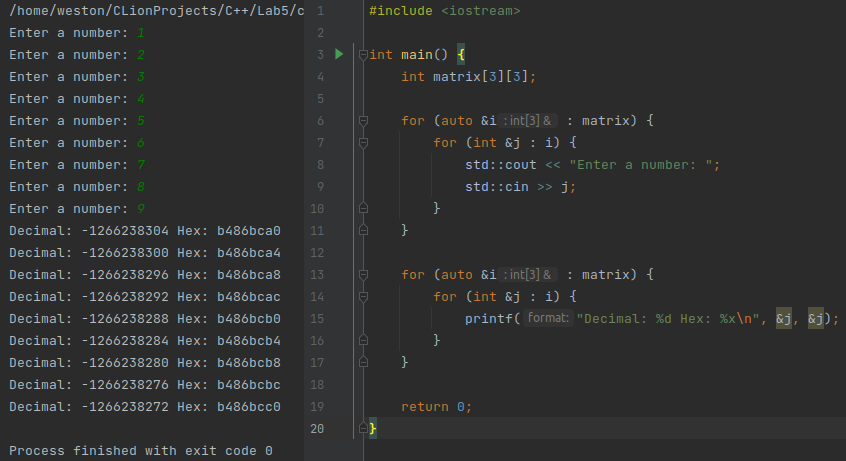 /home/weston/CLionProjects/C++/Lab5/c
Enter a number: 1
Enter a number: 2
Enter a number: 3
Enter a number: 4
Enter a number: 5
Enter a number: 6
Enter a number: 7
Enter a number: 8
Enter a number: 9
Decimal: -1266238304 Hex: b486bca0
Decimal: -1266238300 Hex: b486bca4
Decimal: -1266238296 Hex: b486bca8
Decimal: -1266238292 Hex: b486bcac
Decimal: -1266238288 Hex: b486bcb0
Decimal: -1266238284 Hex: b486bcb4
Decimal: -1266238280 Hex: b486bcb8
Decimal: -1266238276 Hex: b486bcbc
Decimal: -1266238272 Hex: b486bcc0
Process finished with exit code 0
1 #include <iostream>
2
3 int main() {
4     int matrix[3][3];
5
6     for (auto &i : int[3] & : matrix) {
7         for (int &j : i) {
8             std::cout << "Enter a number: ";
9             std::cin >> j;
10         }
11     }
12
13     for (auto &i : int[3] & : matrix) {
14         for (int &j : i) {
15             printf( format: "Decimal: %d Hex: %x\n", &j, &j);
16         }
17     }
18
19     return 0;
20 }